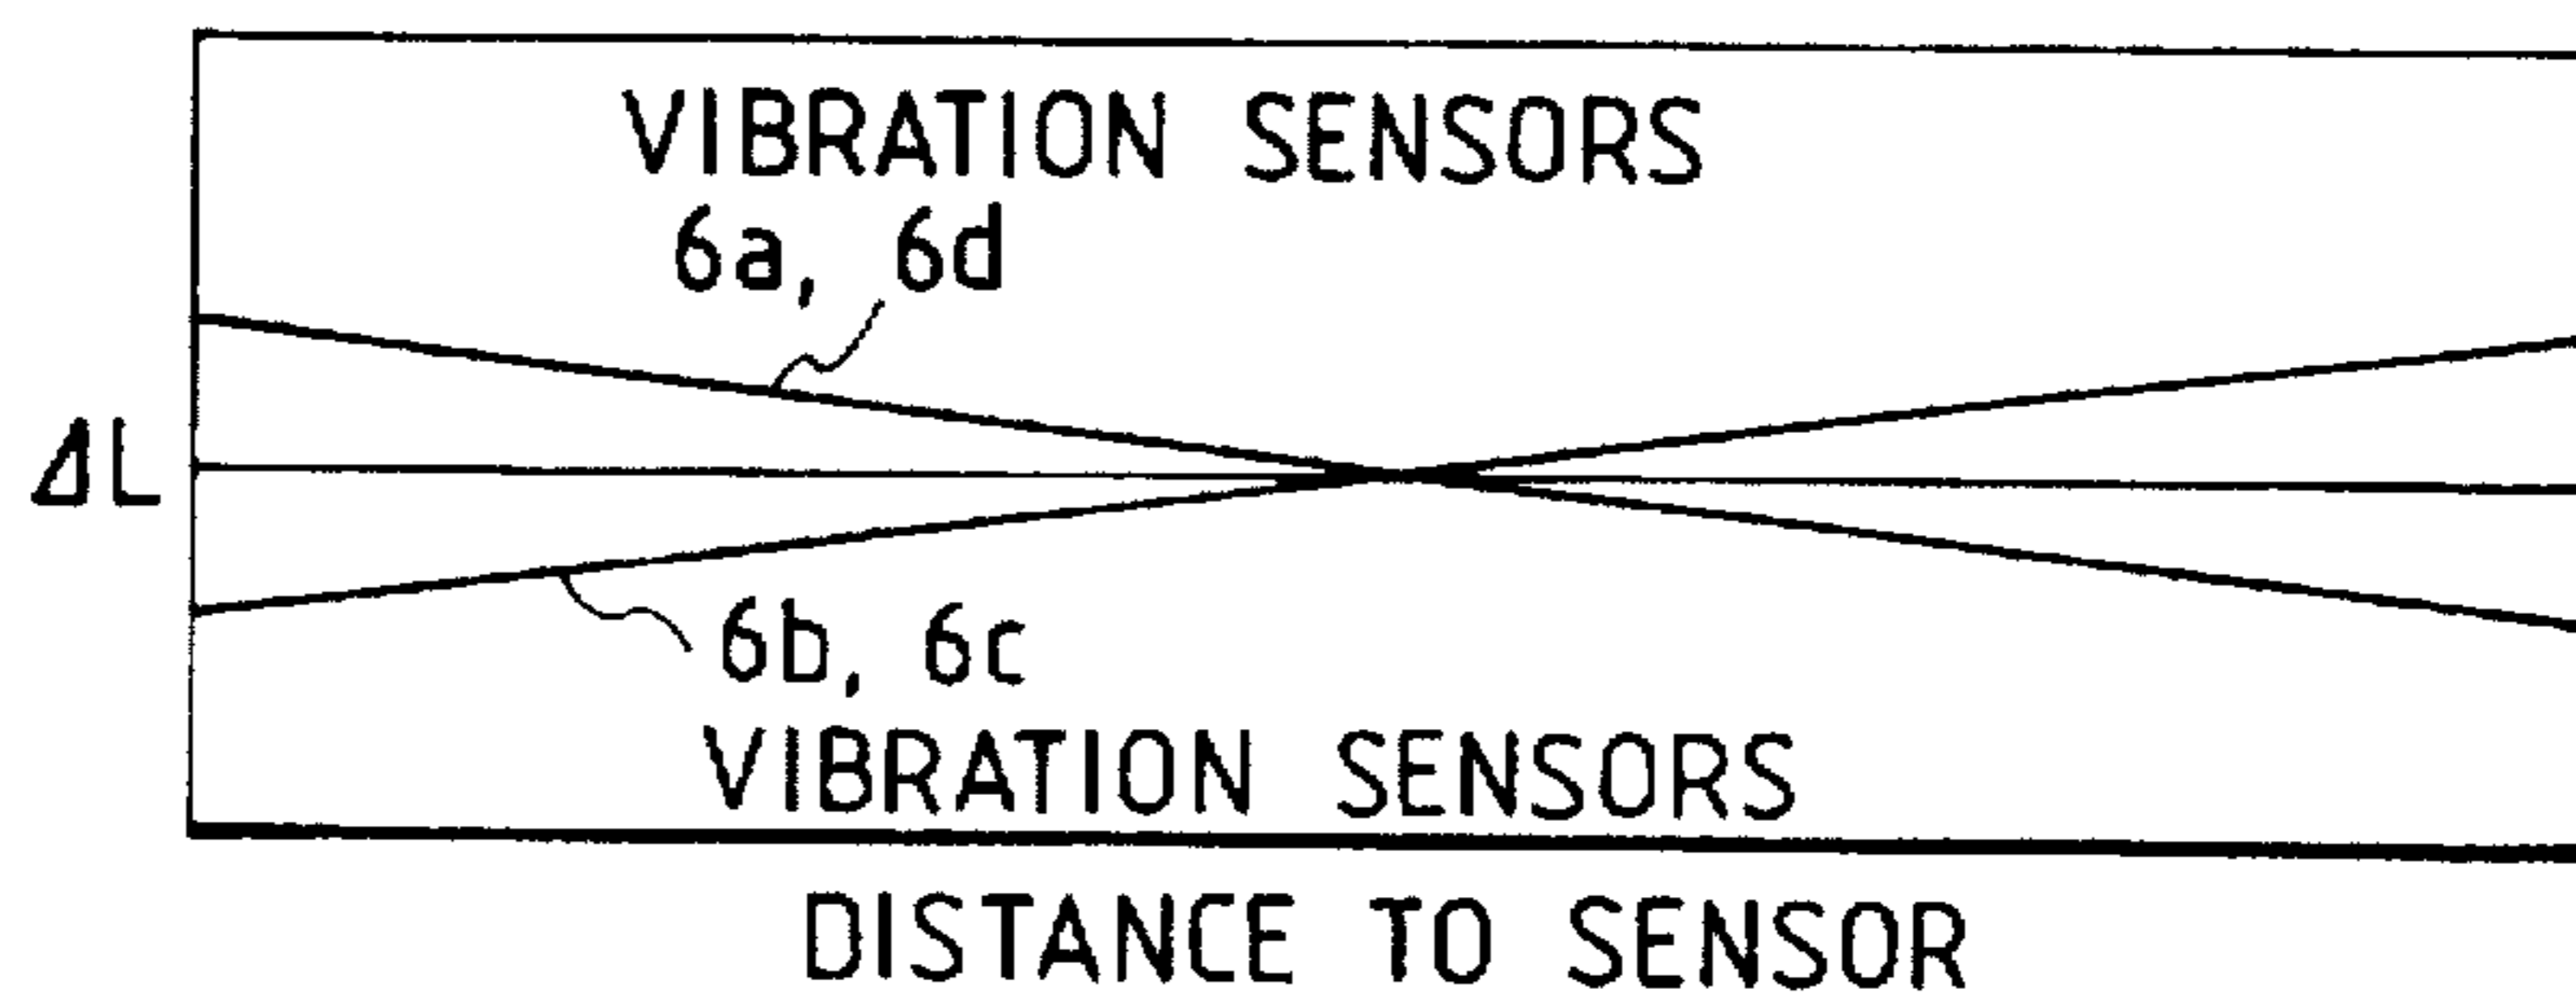 VIBRATION SENSORS
6a, 6d
ΔL
6b, 6c
VIBRATION SENSORS
DISTANCE TO SENSOR